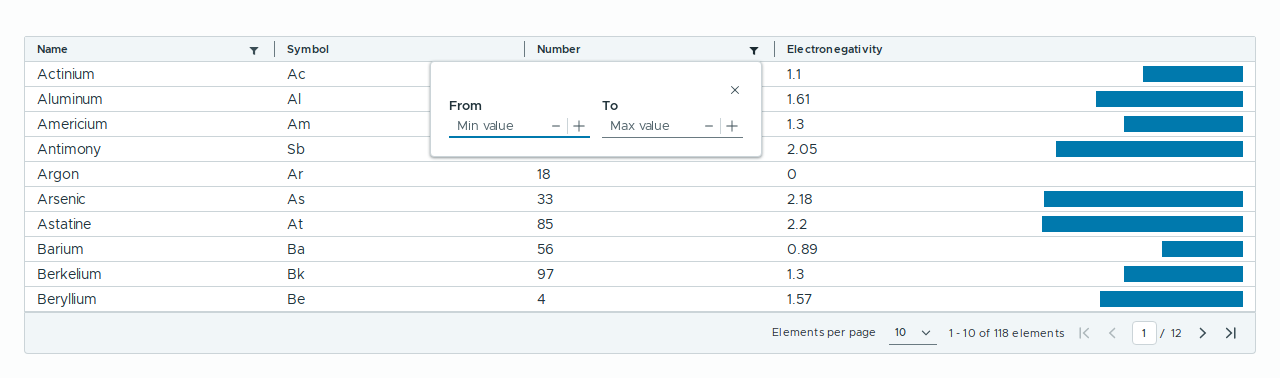 Name Symbol Number Electronegativity
Actinium Ac 1.1
Aluminum Al 1.61
Americium Am 1.3
Antimony Sb 2.05
From To
Min value Max value
Argon Ar 18 0
Arsenic As 33 2.18
Astatine At 85 2.2
Barium Ba 56 0.89
Berkelium Bk 97 1.3
Beryllium Be 4 1.57
Elements per page 10 1 - 10 of 118 elements 1 / 12